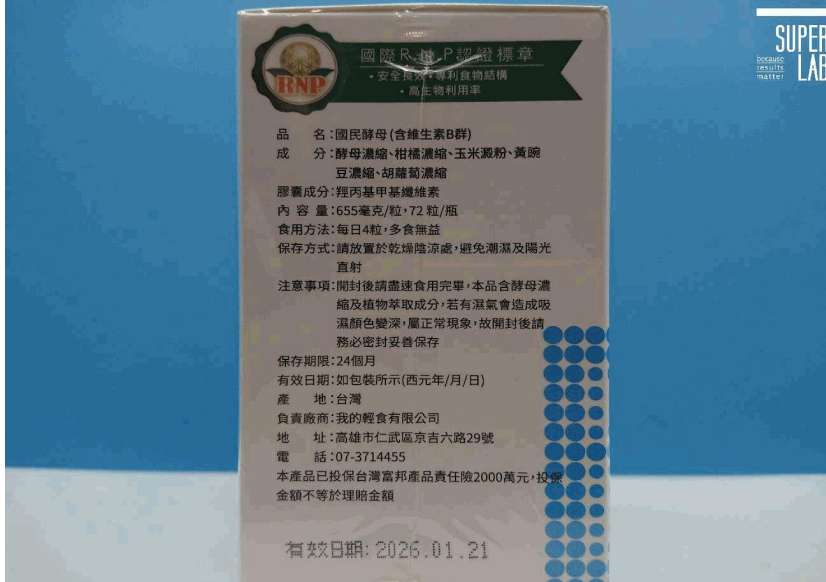 SUPER
LAB
because
results
matter
RNP
國際RNP認證標章
•安全長效•專利食物結構
•高生物利用率
品　　名:國民酵母(含維生素B群)
成　　分:酵母濃縮、柑橘濃縮、玉米澱粉、黃豌
豆濃縮、胡蘿蔔濃縮
膠囊成分:羥丙基甲基纖維素
內 容 量:655毫克/粒,72 粒/瓶
食用方法:每日4粒,多食無益
保存方式:請放置於乾燥陰涼處,避免潮濕及陽光
直射
注意事項:開封後請盡速食用完畢,本品含酵母濃
縮及植物萃取成分,若有濕氣會造成吸
濕顏色變深,屬正常現象,故開封後請
務必密封妥善保存
保存期限:24個月
有效日期:如包裝所示(西元年/月/日)
產　　地:台灣
負責廠商:我的輕食有限公司
地　　址:高雄市仁武區京吉六路29號
電　　話:07-3714455
本產品已投保台灣富邦產品責任險2000萬元,投保
金額不等於理賠金額
有效日期: 2026.01.21